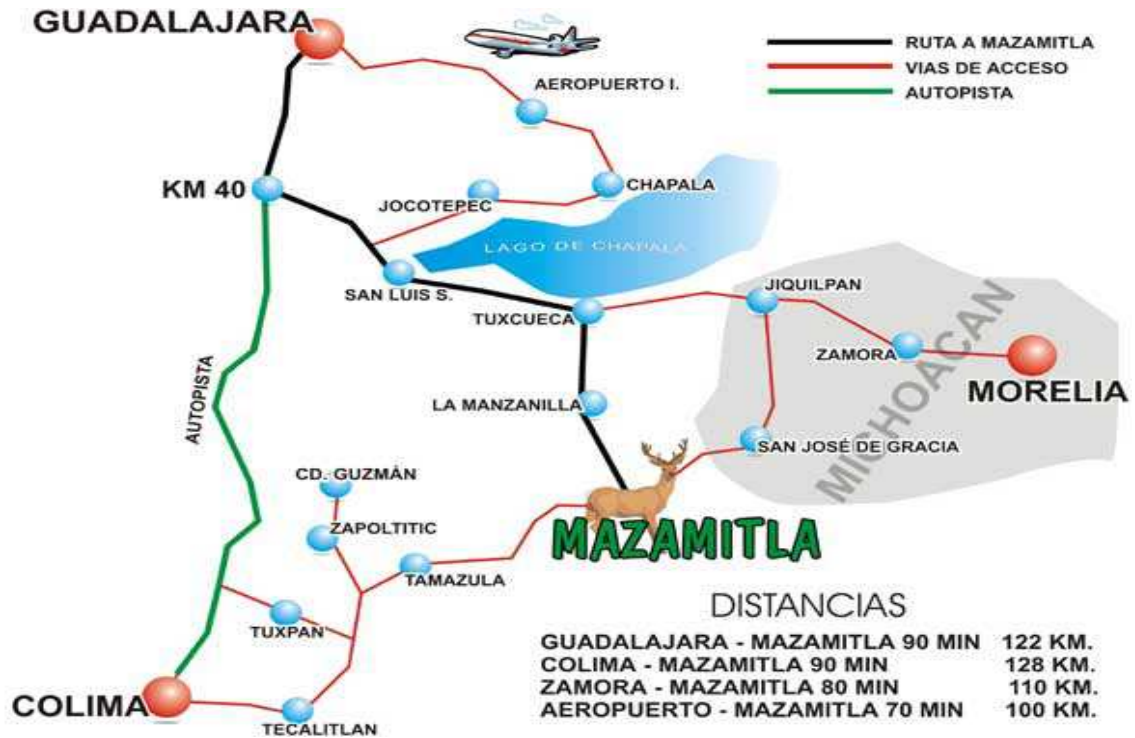 GUADALAJARA
RUTA A MAZAMITLA
VIAS DE ACCESO
AUTOPISTA
AEROPUERTO I.
KM 40
CHAPALA
JOCOTEPEC
LAGO DE CHAPALA
SAN LUIS S.
JIQUILPAN
TUXCUECA
ZAMORA
MORELIA
MICHOACAN
AUTOPISTA
LA MANZANILLA
SAN JOSÉ DE GRACIA
CD. GUZMÁN
ZAPOLTITIC
MAZAMITLA
TAMAZULA
TUXPAN
COLIMA
TECALITLAN
DISTANCIAS
GUADALAJARA - MAZAMITLA 90 MIN 122 KM.
COLIMA - MAZAMITLA 90 MIN 128 KM.
ZAMORA - MAZAMITLA 80 MIN 110 KM.
AEROPUERTO - MAZAMITLA 70 MIN 100 KM.